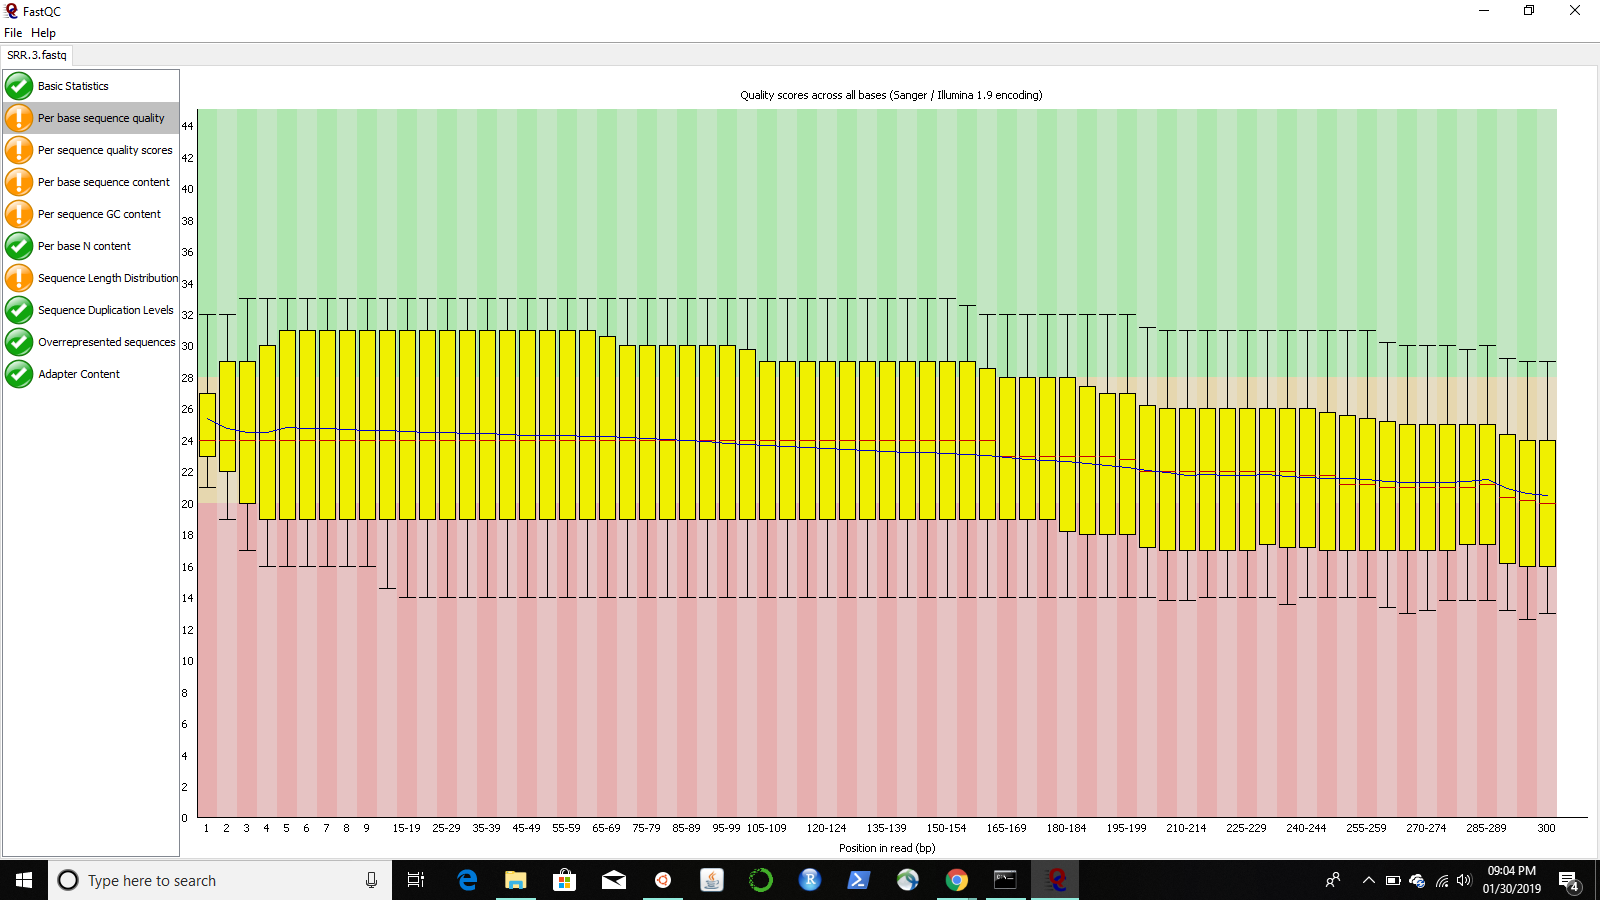 FastQC
File Help
SRR.3.fastq
Basic Statistics
Per base sequence quality
Per sequence quality scores
Per base sequence content
Per sequence GC content
Per base N content
Sequence Length Distribution
Sequence Duplication Levels
Overrepresented sequences
Adapter Content
Quality scores across all bases (Sanger / Illumina 1.9 encoding)
44
42
40
38
36
34
32
30
28
26
24
22
20
18
16
14
12
10
8
6
4
2
0
1 2 3 4 5 6 7 8 9 15-19 25-29 35-39 45-49 55-59 65-69 75-79 85-89 95-99 105-109 120-124 135-139 150-154 165-169 180-184 195-199 210-214 225-229 240-244 255-259 270-274 285-289 300
Position in read (bp)
Type here to search
09:04 PM
01/30/2019
4